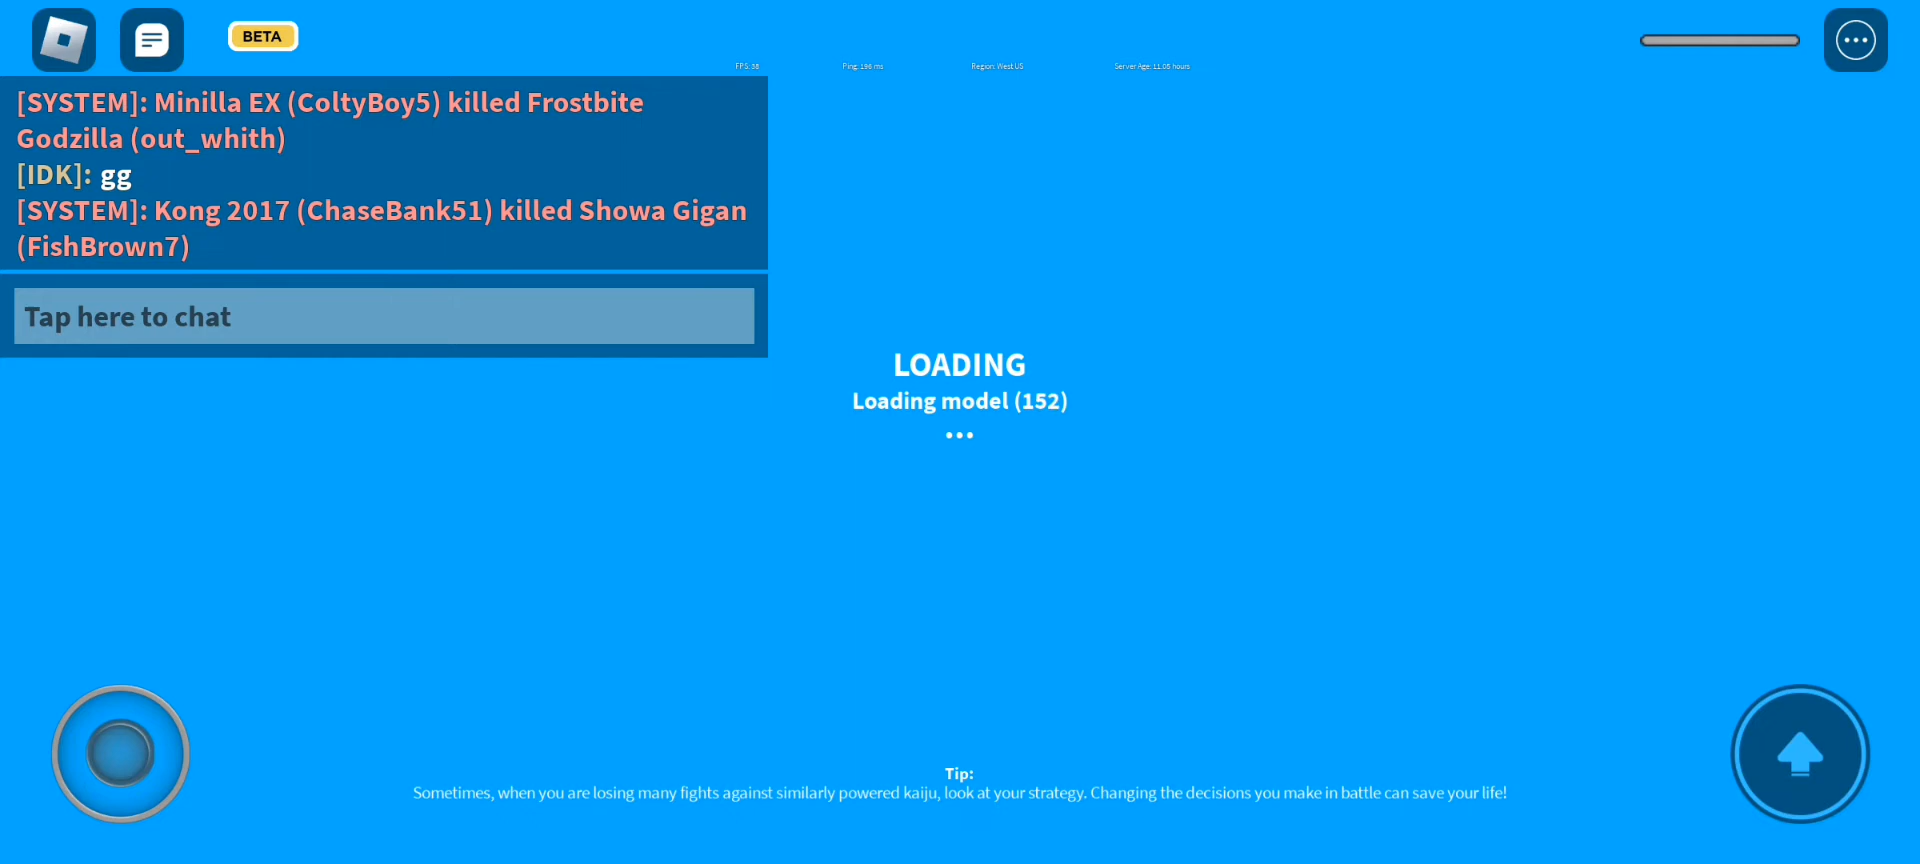 BETA
FPS: 38
Ping: 196 ms
Region: West US
Server Age: 11.05 hours
[SYSTEM]: Minilla EX (ColtyBoy5) killed Frostbite
Godzilla (out_whith)
[IDK]: gg
[SYSTEM]: Kong 2017 (ChaseBank51) killed Showa Gigan
(FishBrown7)
Tap here to chat
LOADING
Loading model (152)
...
Tip:
Sometimes, when you are losing many fights against similarly powered kaiju, look at your strategy. Changing the decisions you make in battle can save your life!